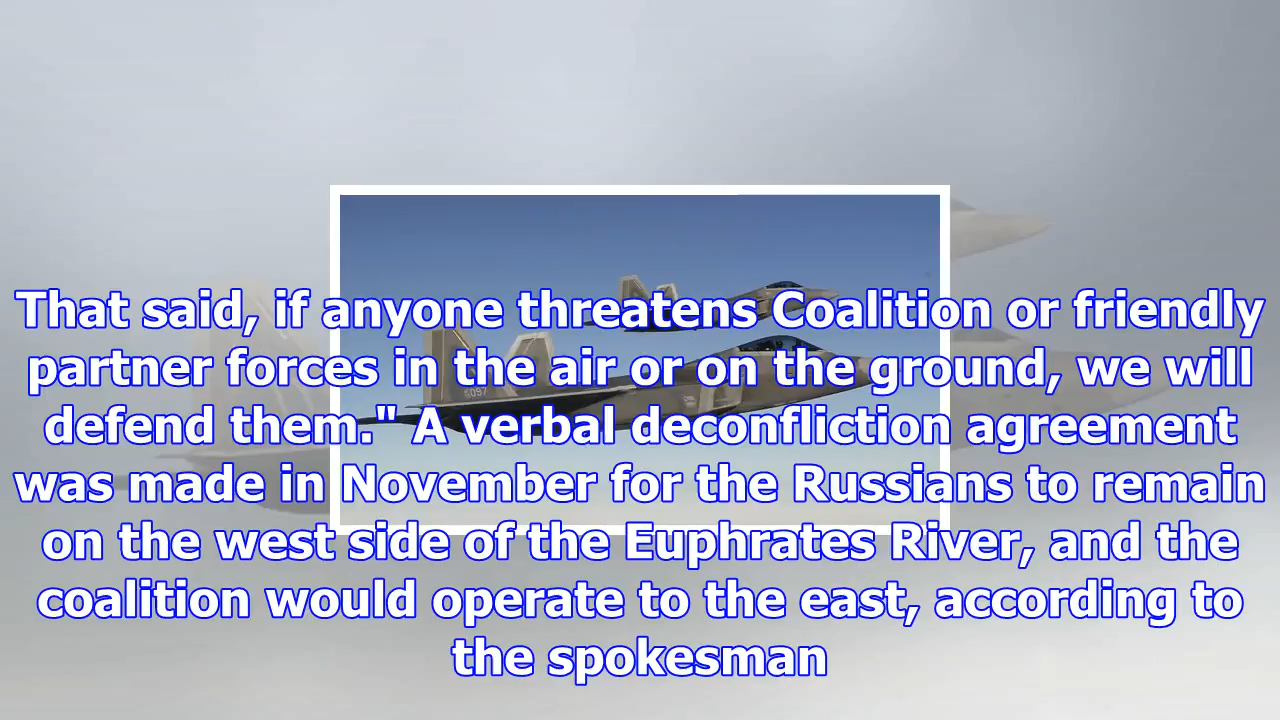 That said, if anyone threatens Coalition or friendly
partner forces in the air or on the ground, we will
defend them." A verbal deconfliction agreement
was made in November for the Russians to remain
on the west side of the Euphrates River, and the
coalition would operate to the east, according to
the spokesman